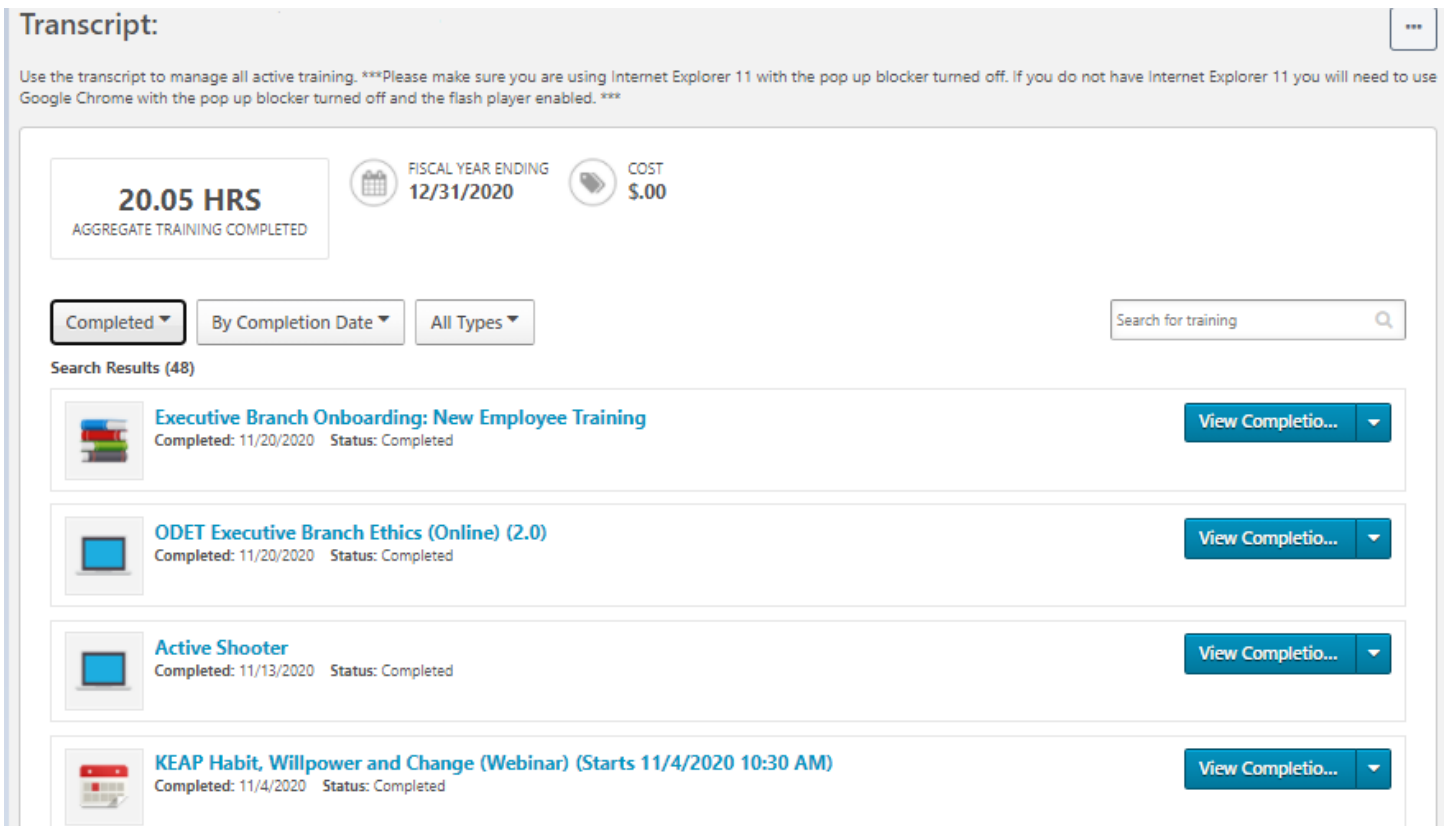 Transcript:
...
Use the transcript to manage all active training. ***Please make sure you are using Internet Explorer 11 with the pop up blocker turned off. If you do not have Internet Explorer 11 you will need to use
Google Chrome with the pop up blocker turned off and the flash player enabled. ***
20.05 HRS
AGGREGATE TRAINING COMPLETED
FISCAL YEAR ENDING
12/31/2020
COST
$.00
Completed
By Completion Date
All Types
Search for training
Search Results (48)
Executive Branch Onboarding: New Employee Training
Completed: 11/20/2020 Status: Completed
View Completio...
ODET Executive Branch Ethics (Online) (2.0)
Completed: 11/20/2020 Status: Completed
View Completio...
Active Shooter
Completed: 11/13/2020 Status: Completed
View Completio...
KEAP Habit, Willpower and Change (Webinar) (Starts 11/4/2020 10:30 AM)
Completed: 11/4/2020 Status: Completed
View Completio...